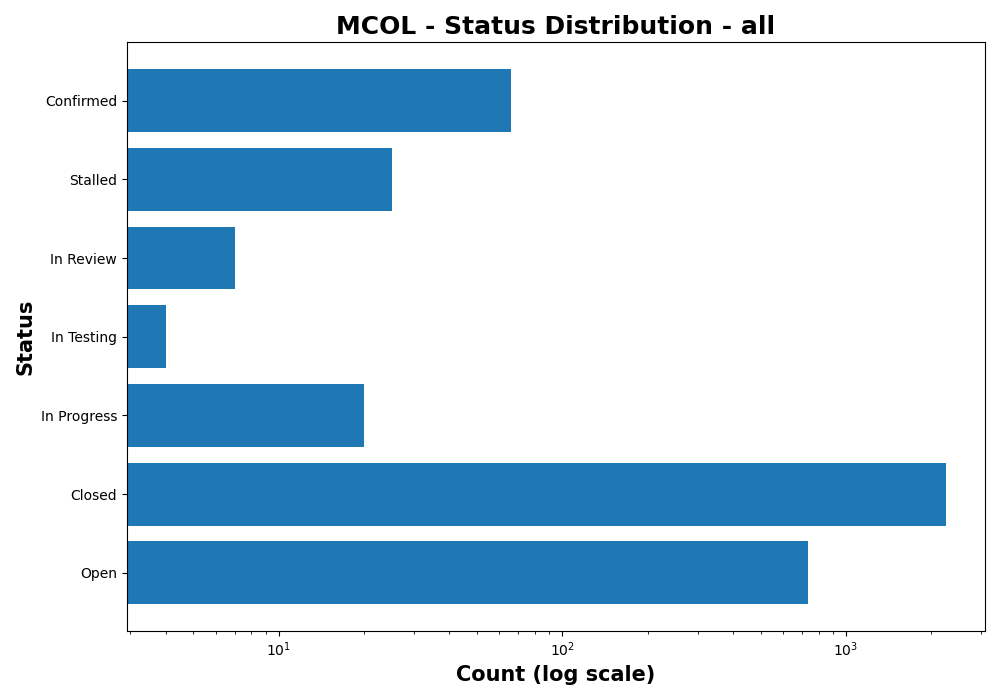 MCOL - Status Distribution - all
Confirmed
Stalled
In Review
In Testing
In Progress
Closed
Open
Status
10¹
10²
10³
Count (log scale)